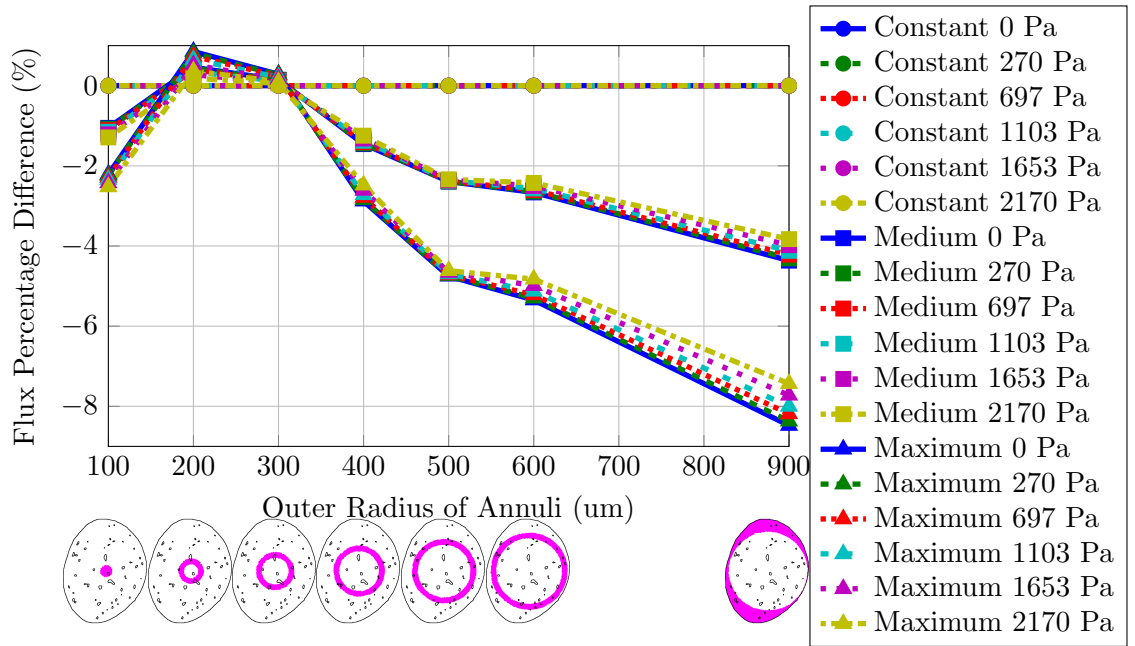 Flux Percentage Difference (%)
0
−2
−4
−6
−8
100 200 300 400 500 600 700 800 900
Outer Radius of Annuli (um)
Constant 0 Pa
Constant 270 Pa
Constant 697 Pa
Constant 1103 Pa
Constant 1653 Pa
Constant 2170 Pa
Medium 0 Pa
Medium 270 Pa
Medium 697 Pa
Medium 1103 Pa
Medium 1653 Pa
Medium 2170 Pa
Maximum 0 Pa
Maximum 270 Pa
Maximum 697 Pa
Maximum 1103 Pa
Maximum 1653 Pa
Maximum 2170 Pa